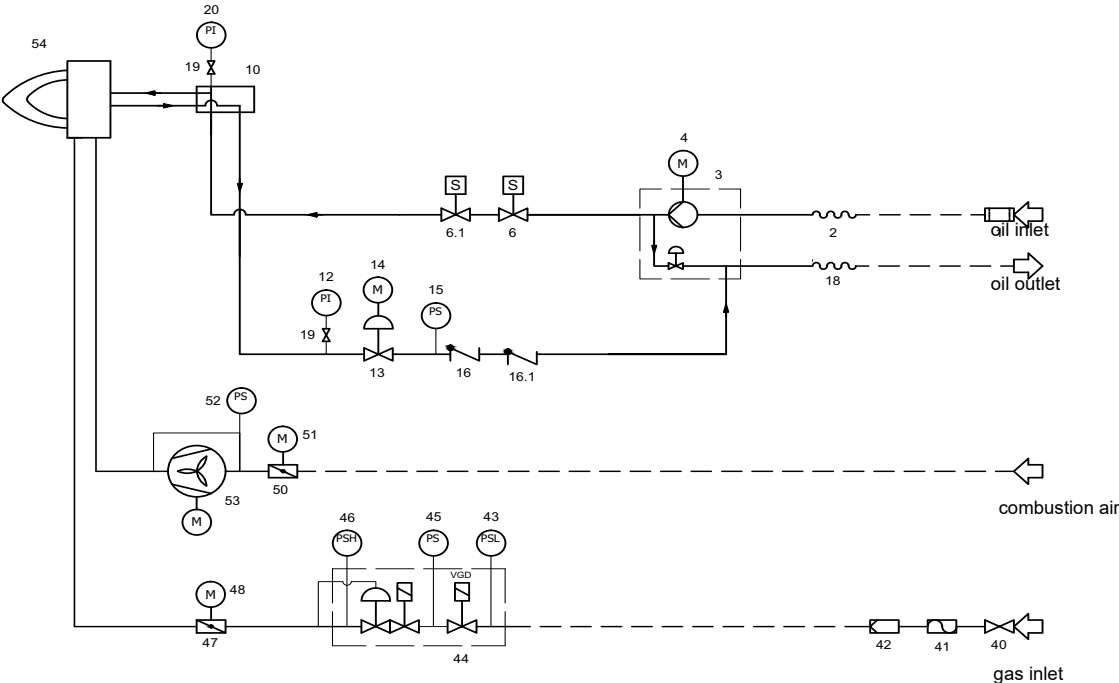 20
PI
54
19
10
4
M
3
S
S
6.1
6
2
1
oil inlet
18
oil outlet
12
PI
14
M
15
PS
19
13
16
16.1
52
PS
M
51
50
53
M
combustion air
46
PSH
45
PS
43
PSL
VGD
M
48
47
44
42
41
40
gas inlet